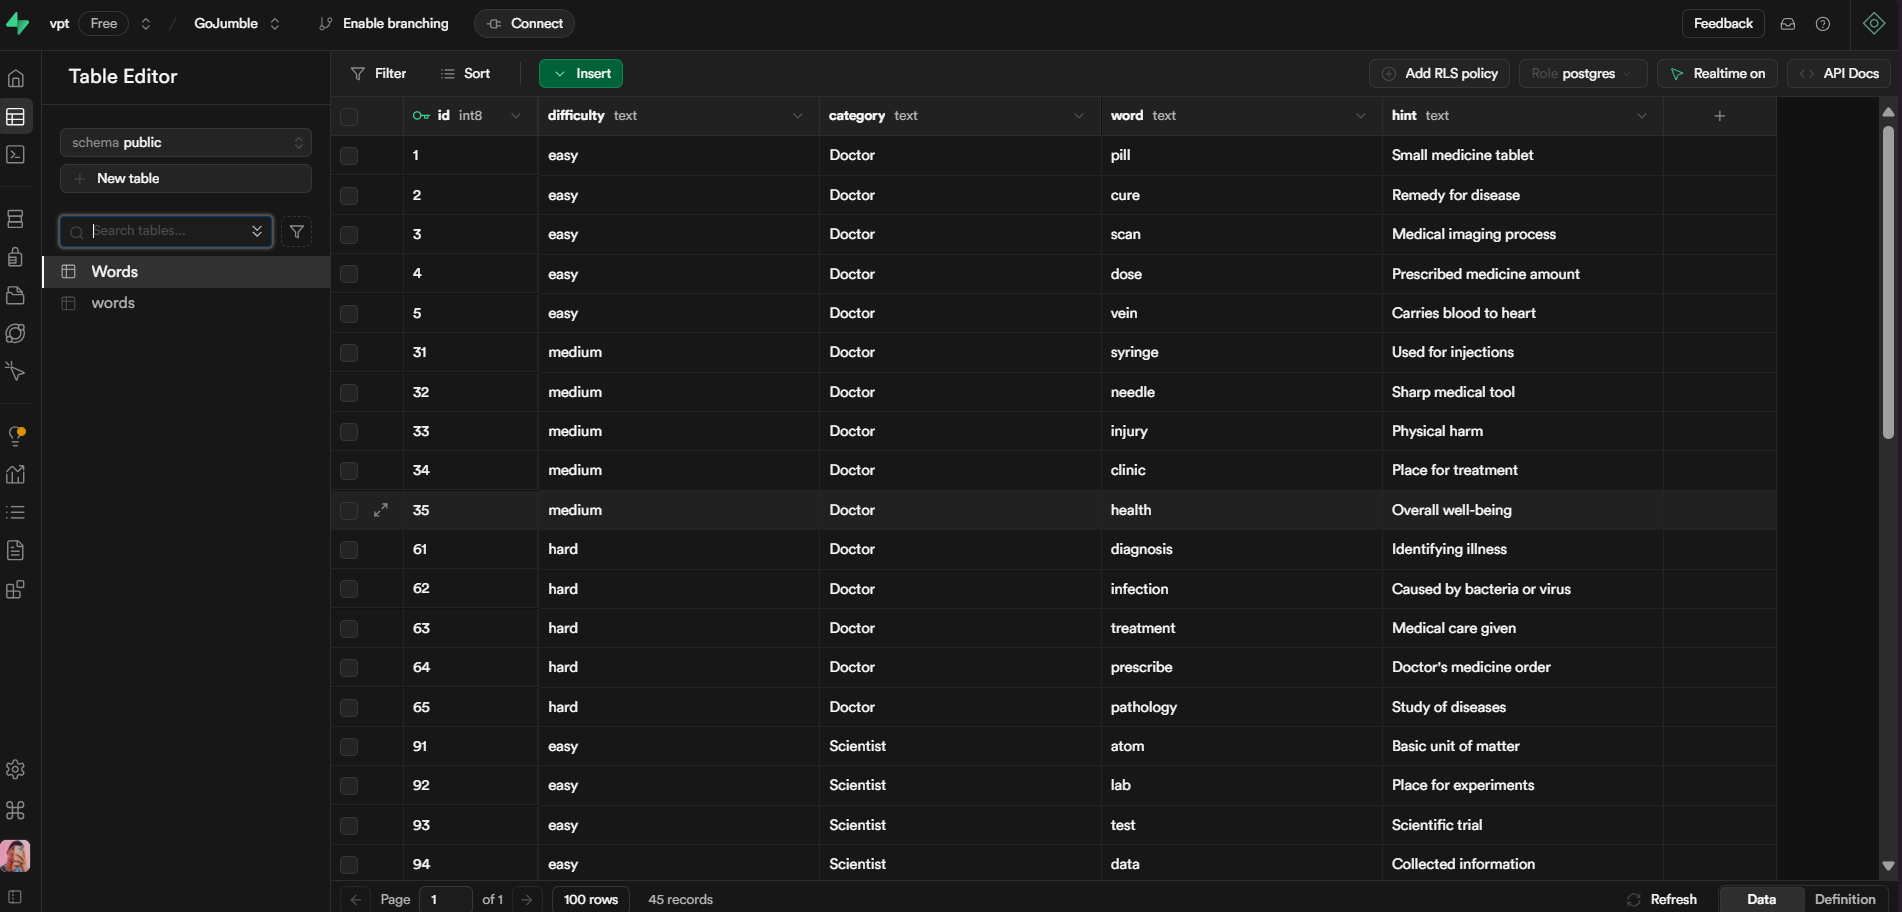 vpt Free / GoJumble Enable branching Connect Feedback
Table Editor
Filter Sort Insert Add RLS policy Role postgres Realtime on API Docs
schema public
New table
Search tables...
Words
words
id int8 difficulty text category text word text hint text
1 easy Doctor pill Small medicine tablet
2 easy Doctor cure Remedy for disease
3 easy Doctor scan Medical imaging process
4 easy Doctor dose Prescribed medicine amount
5 easy Doctor vein Carries blood to heart
31 medium Doctor syringe Used for injections
32 medium Doctor needle Sharp medical tool
33 medium Doctor injury Physical harm
34 medium Doctor clinic Place for treatment
35 medium Doctor health Overall well-being
61 hard Doctor diagnosis Identifying illness
62 hard Doctor infection Caused by bacteria or virus
63 hard Doctor treatment Medical care given
64 hard Doctor prescribe Doctor's medicine order
65 hard Doctor pathology Study of diseases
91 easy Scientist atom Basic unit of matter
92 easy Scientist lab Place for experiments
93 easy Scientist test Scientific trial
94 easy Scientist data Collected information
Page 1 of 1 100 rows 45 records Refresh Data Definition